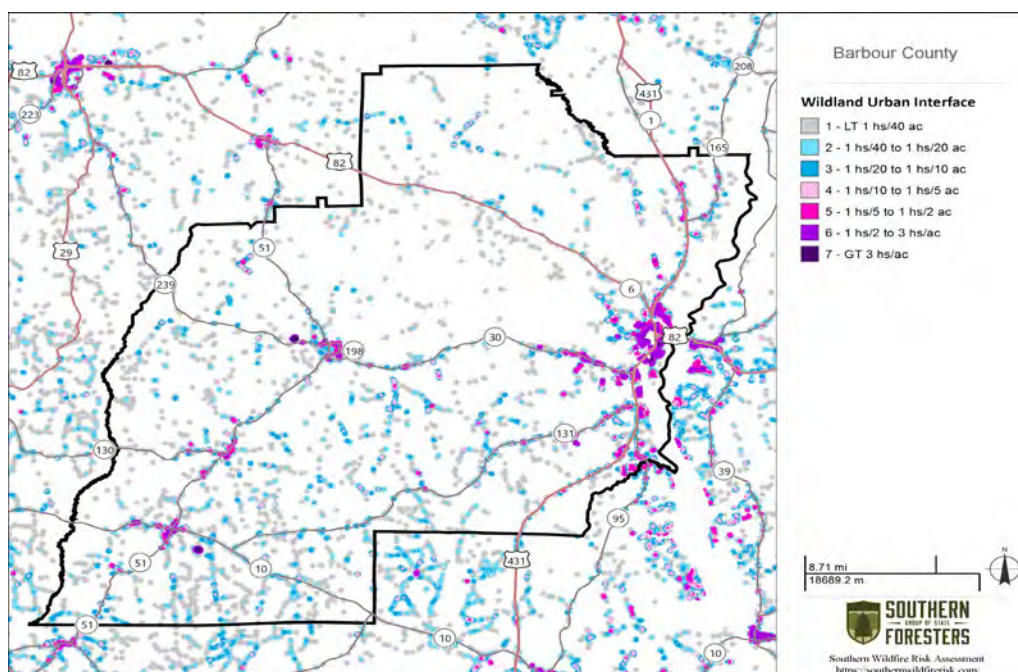 Barbour County
Wildland Urban Interface
1 - LT 1 hs/40 ac
2 - 1 hs/40 to 1 hs/20 ac
3 - 1 hs/20 to 1 hs/10 ac
4 - 1 hs/10 to 1 hs/5 ac
5 - 1 hs/5 to 1 hs/2 ac
6 - 1 hs/2 to 3 hs/ac
7 - GT 3 hs/ac
82
223
29
239
51
82
431
1
208
165
6
82
198
30
130
131
39
95
51
10
431
51
10
10
8.71 mi
18689.2 m
N
SOUTHERN
GROUP OF STATE
FORESTERS
Southern Wildfire Risk Assessment
https://southernwildfirerisk.com/